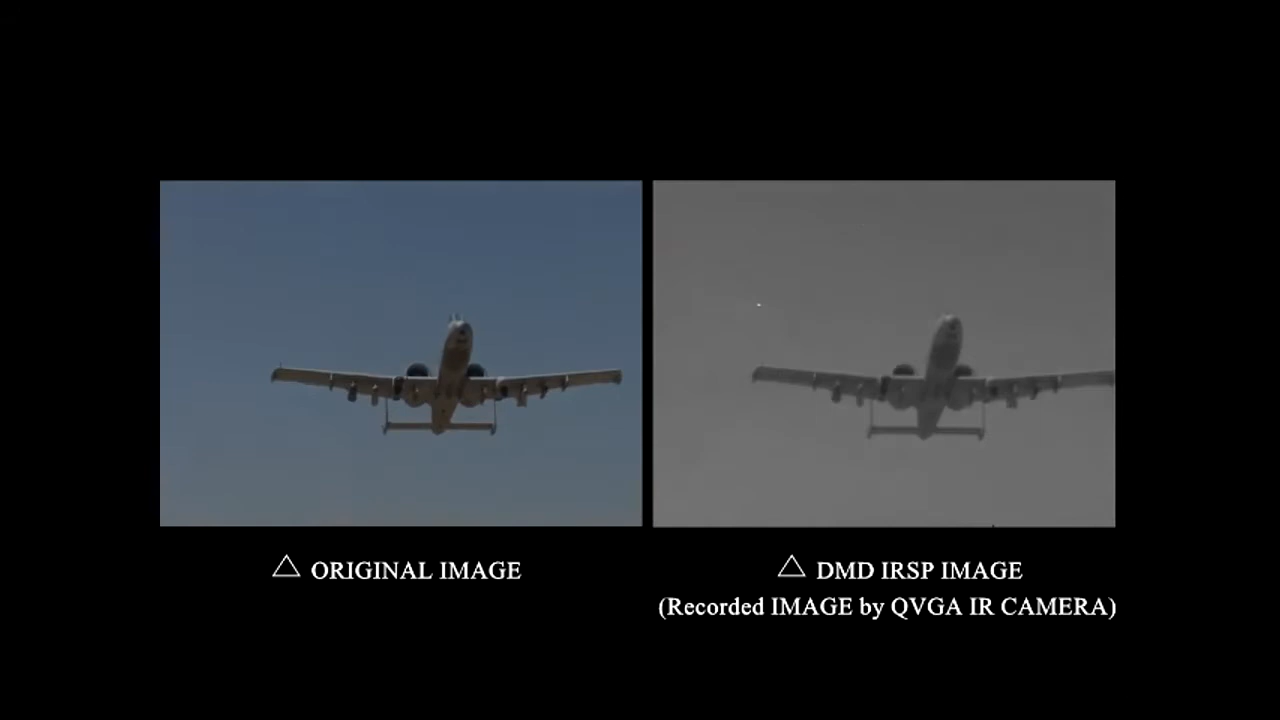 △ ORIGINAL IMAGE
△ DMD IRSP IMAGE
(Recorded IMAGE by QVGA IR CAMERA)